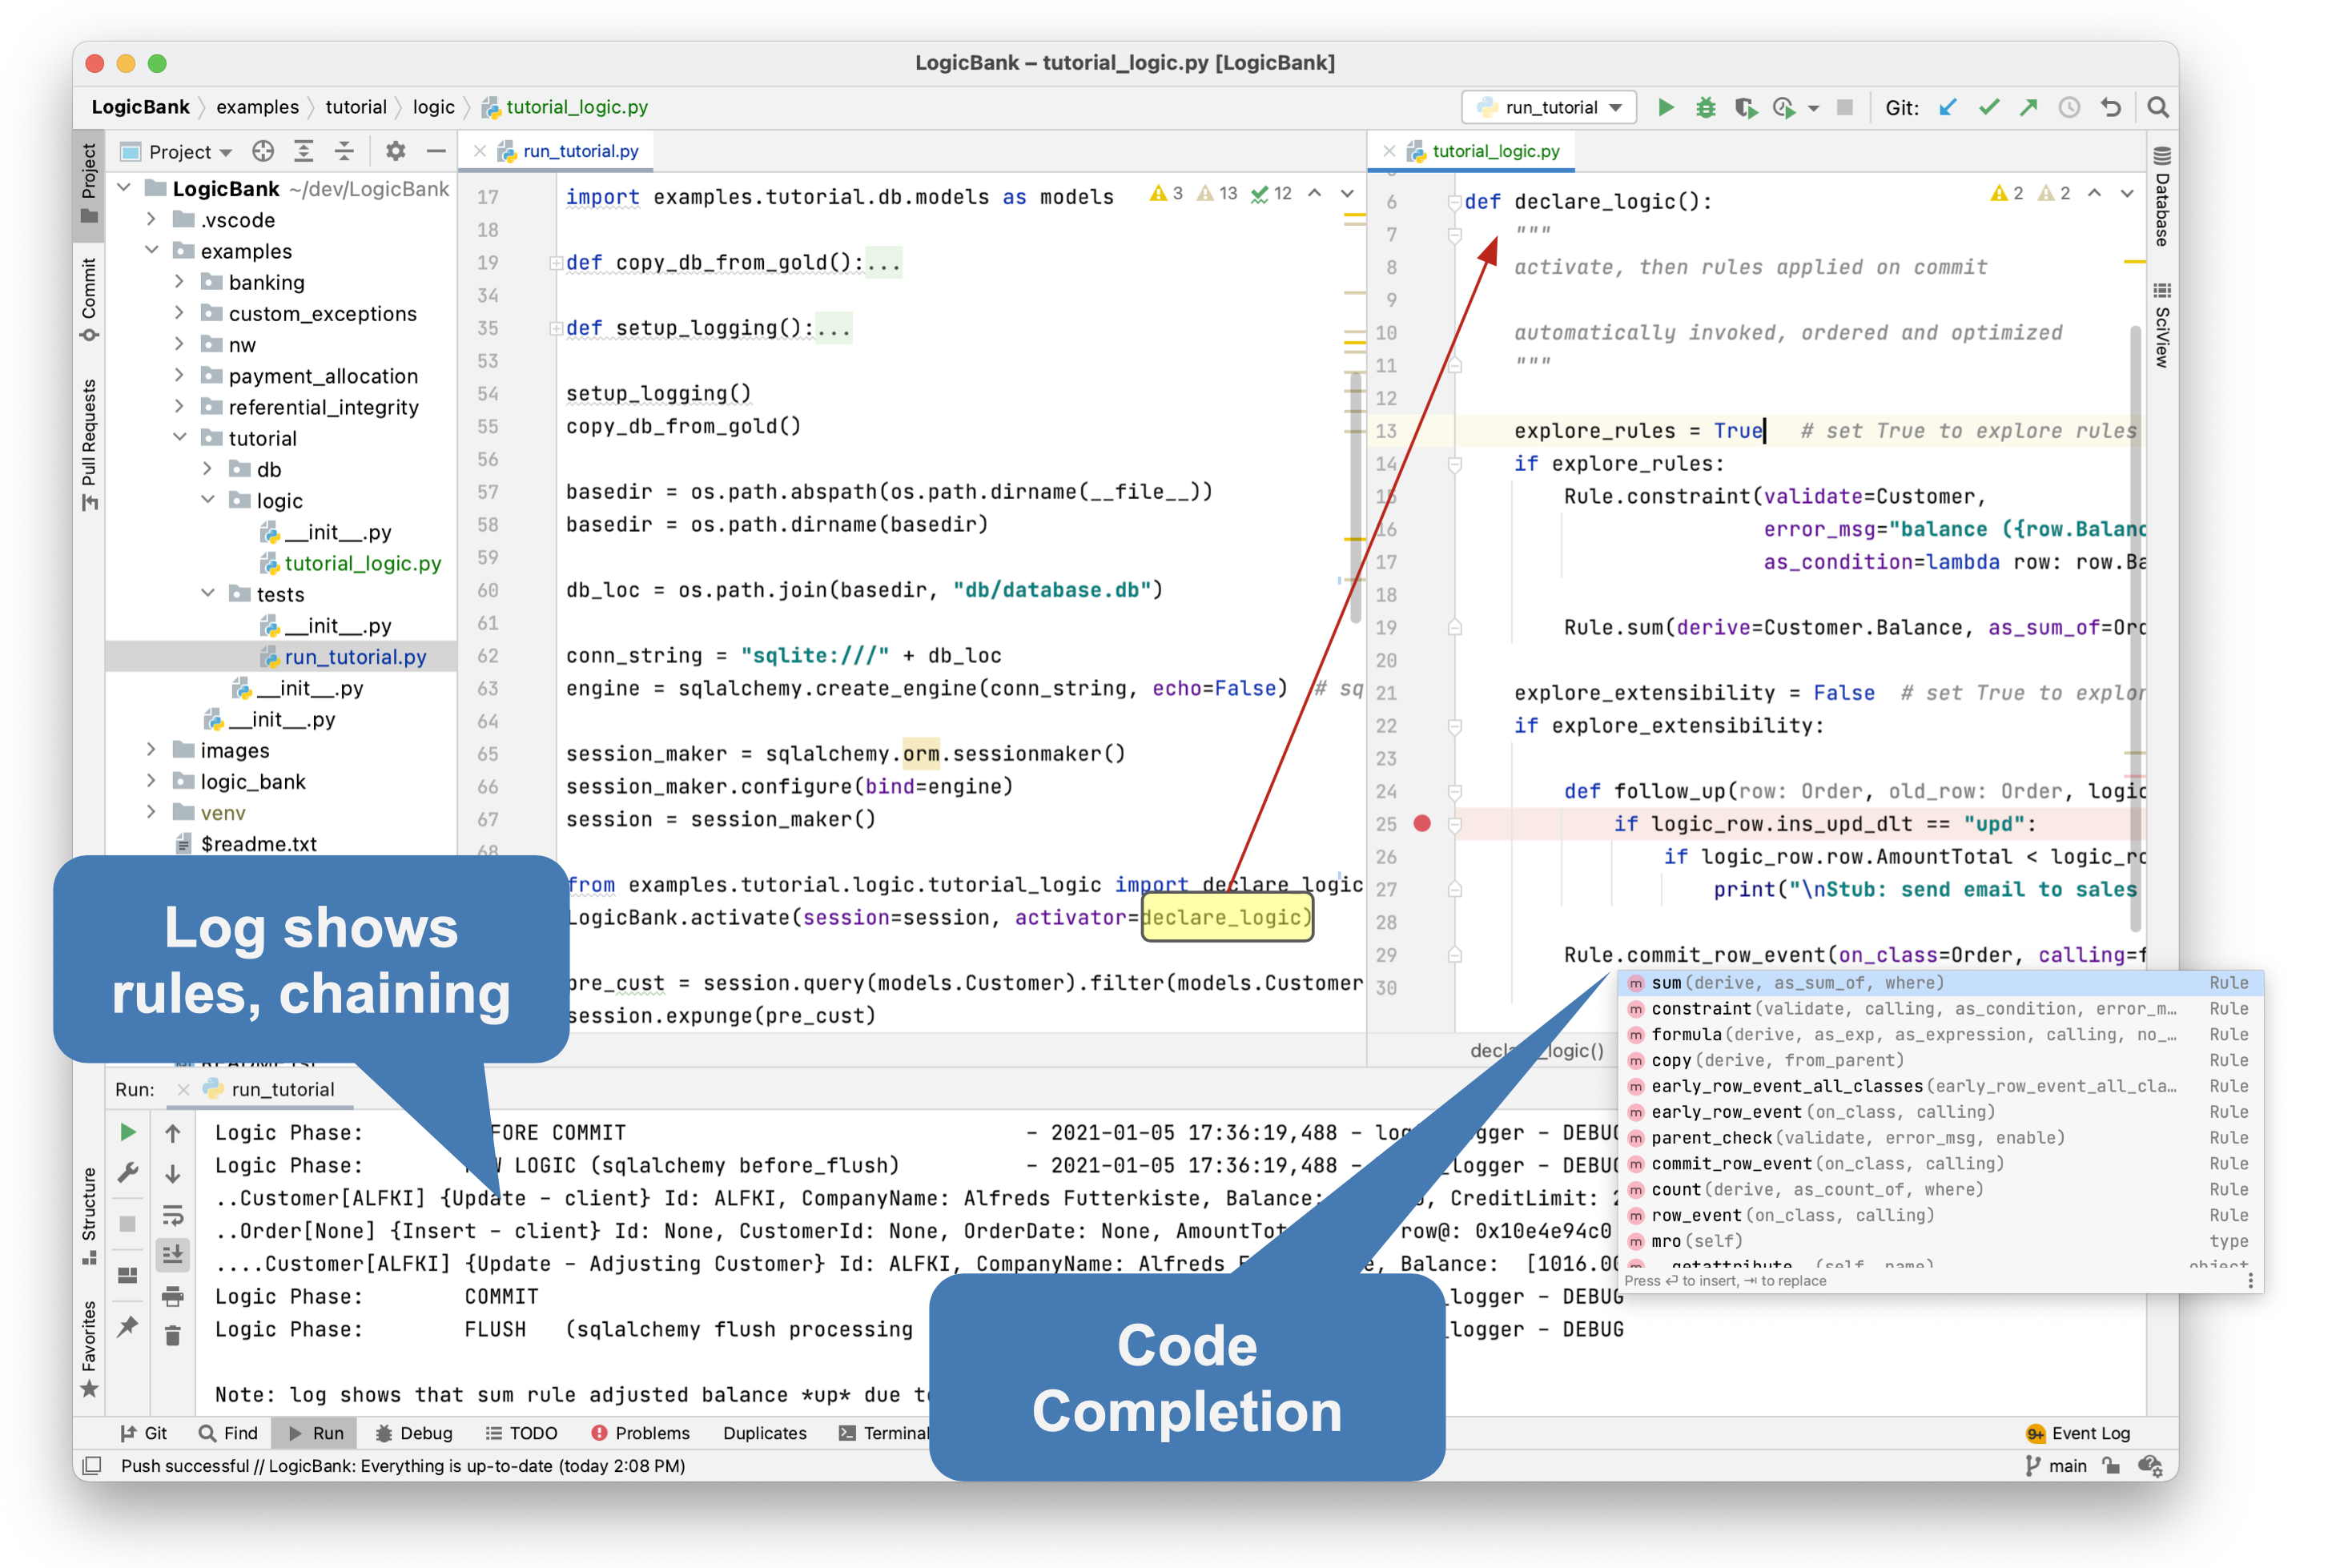 LogicBank – tutorial_logic.py [LogicBank]
LogicBank examples tutorial logic tutorial_logic.py
run_tutorial
Git:
Project
Commit
Pull Requests
Structure
Favorites
Project
LogicBank ~/dev/LogicBank
.vscode
examples
banking
custom_exceptions
nw
payment_allocation
referential_integrity
tutorial
db
logic
__init__.py
tutorial_logic.py
tests
__init__.py
run_tutorial.py
__init__.py
__init__.py
images
logic_bank
venv
$readme.txt
run_tutorial.py
3 13 12
17 import examples.tutorial.db.models as models
18
19 def copy_db_from_gold():...
34
35 def setup_logging():...
53
54 setup_logging()
55 copy_db_from_gold()
56
57 basedir = os.path.abspath(os.path.dirname(__file__))
58 basedir = os.path.dirname(basedir)
59
60 db_loc = os.path.join(basedir, "db/database.db")
61
62 conn_string = "sqlite:///" + db_loc
63 engine = sqlalchemy.create_engine(conn_string, echo=False) # sq
64
65 session_maker = sqlalchemy.orm.sessionmaker()
66 session_maker.configure(bind=engine)
67 session = session_maker()
68
from examples.tutorial.logic.tutorial_logic import declare_logic
LogicBank.activate(session=session, activator=declare_logic)
pre_cust = session.query(models.Customer).filter(models.Customer
session.expunge(pre_cust)
tutorial_logic.py
2 2
6 def declare_logic():
7 """
8 activate, then rules applied on commit
9
10 automatically invoked, ordered and optimized
11 """
12
13 explore_rules = True # set True to explore rules
14 if explore_rules:
15 Rule.constraint(validate=Customer,
16 error_msg="balance ({row.Balanc
17 as_condition=lambda row: row.Ba
18
19 Rule.sum(derive=Customer.Balance, as_sum_of=Ord
20
21 explore_extensibility = False # set True to explor
22 if explore_extensibility:
23
24 def follow_up(row: Order, old_row: Order, logic
25 if logic_row.ins_upd_dlt == "upd":
26 if logic_row.row.AmountTotal < logic_ro
27 print("\nStub: send email to sales
28
29 Rule.commit_row_event(on_class=Order, calling=f
30
Database
SciView
m sum(derive, as_sum_of, where) Rule
m constraint(validate, calling, as_condition, error_m… Rule
m formula(derive, as_exp, as_expression, calling, no_… Rule
m copy(derive, from_parent) Rule
m early_row_event_all_classes(early_row_event_all_cla… Rule
m early_row_event(on_class, calling) Rule
m parent_check(validate, error_msg, enable) Rule
m commit_row_event(on_class, calling) Rule
m count(derive, as_count_of, where) Rule
m row_event(on_class, calling) Rule
m mro(self) type
Press ↩ to insert, ⇥ to replace
Log shows
rules, chaining
Code
Completion
Run: run_tutorial
Logic Phase: FORE COMMIT - 2021-01-05 17:36:19,488 - gger - DEBUG
Logic Phase: LOGIC (sqlalchemy before_flush) - 2021-01-05 17:36:19,488 - logger - DEBUG
..Customer[ALFKI] {Update - client} Id: ALFKI, CompanyName: Alfreds Futterkiste, Balance: CreditLimit:
..Order[None] {Insert - client} Id: None, CustomerId: None, OrderDate: None, AmountTot row@: 0x10e4e94c0
....Customer[ALFKI] {Update - Adjusting Customer} Id: ALFKI, CompanyName: Alfreds Balance: [1016.00
Logic Phase: COMMIT logger - DEBUG
Logic Phase: FLUSH (sqlalchemy flush processing logger - DEBUG
Note: log shows that sum rule adjusted balance *up* due to
Git Find Run Debug TODO Problems Duplicates Terminal 9+ Event Log
Push successful // LogicBank: Everything is up-to-date (today 2:08 PM) main